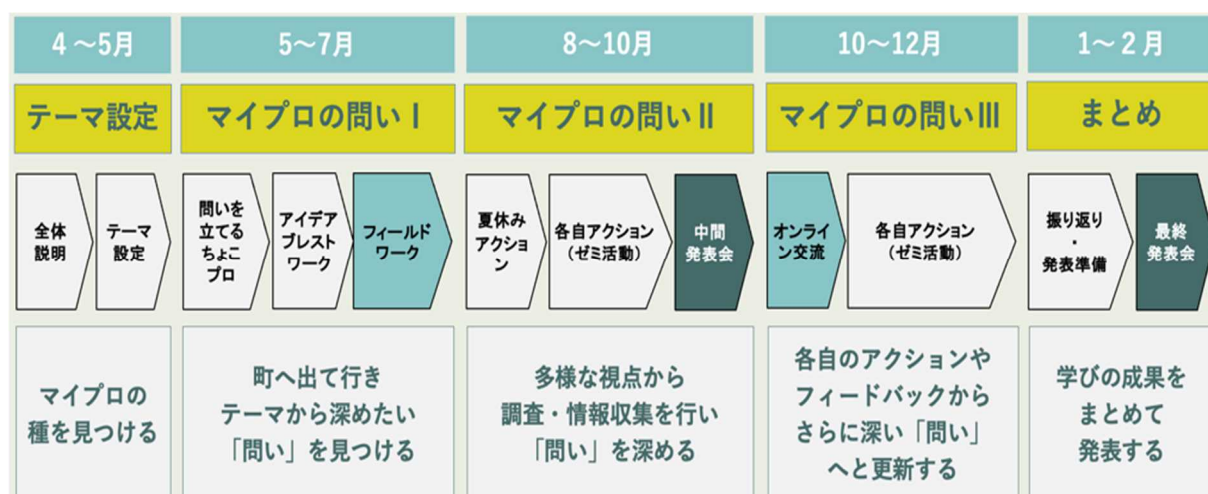 4～5月
5～7月
8～10月
10～12月
1～2月
テーマ設定
マイプロの問いⅠ
マイプロの問いⅡ
マイプロの問いⅢ
まとめ
全体
説明
テーマ
設定
問いを
立てる
ちょこ
プロ
アイデア
ブレスト
ワーク
フィールド
ワーク
夏休み
アクショ
ン
各自アクション
（ゼミ活動）
中間
発表会
オンライ
ン交流
各自アクション
（ゼミ活動）
振り返り
・
発表準備
最終
発表会
マイプロの
種を見つける
町へ出て行き
テーマから深めたい
「問い」を見つける
多様な視点から
調査・情報収集を行い
「問い」を深める
各自のアクションや
フィードバックから
さらに深い「問い」
へと更新する
学びの成果を
まとめて
発表する